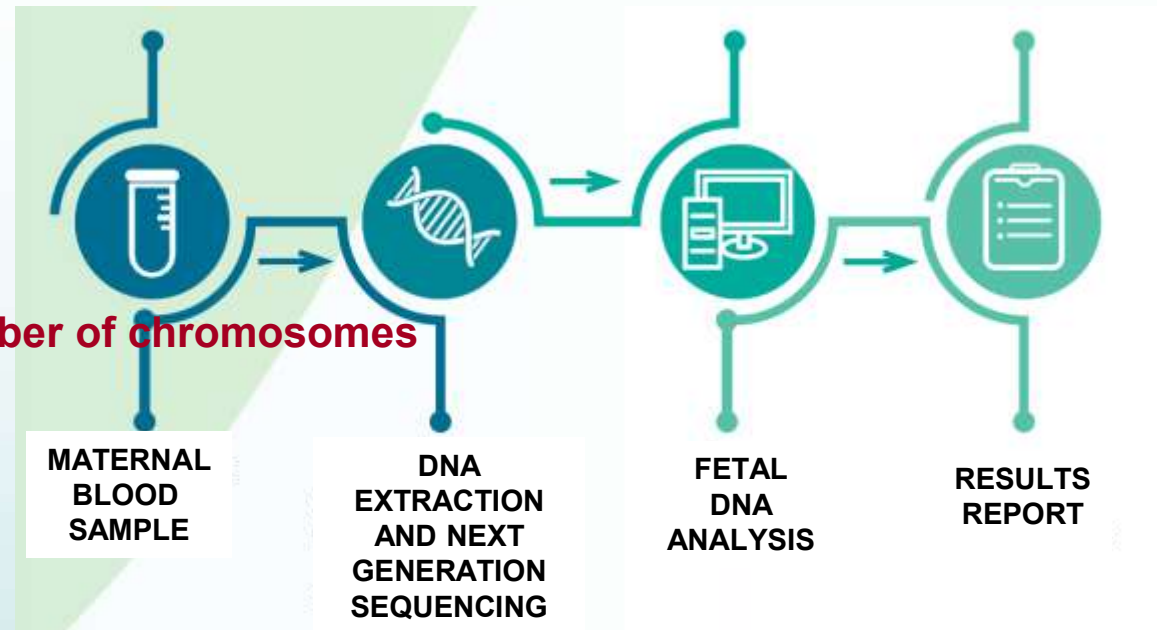 ber of chromosomes
MATERNAL
BLOOD
SAMPLE
DNA
EXTRACTION
AND NEXT
GENERATION
SEQUENCING
FETAL
DNA
ANALYSIS
RESULTS
REPORT